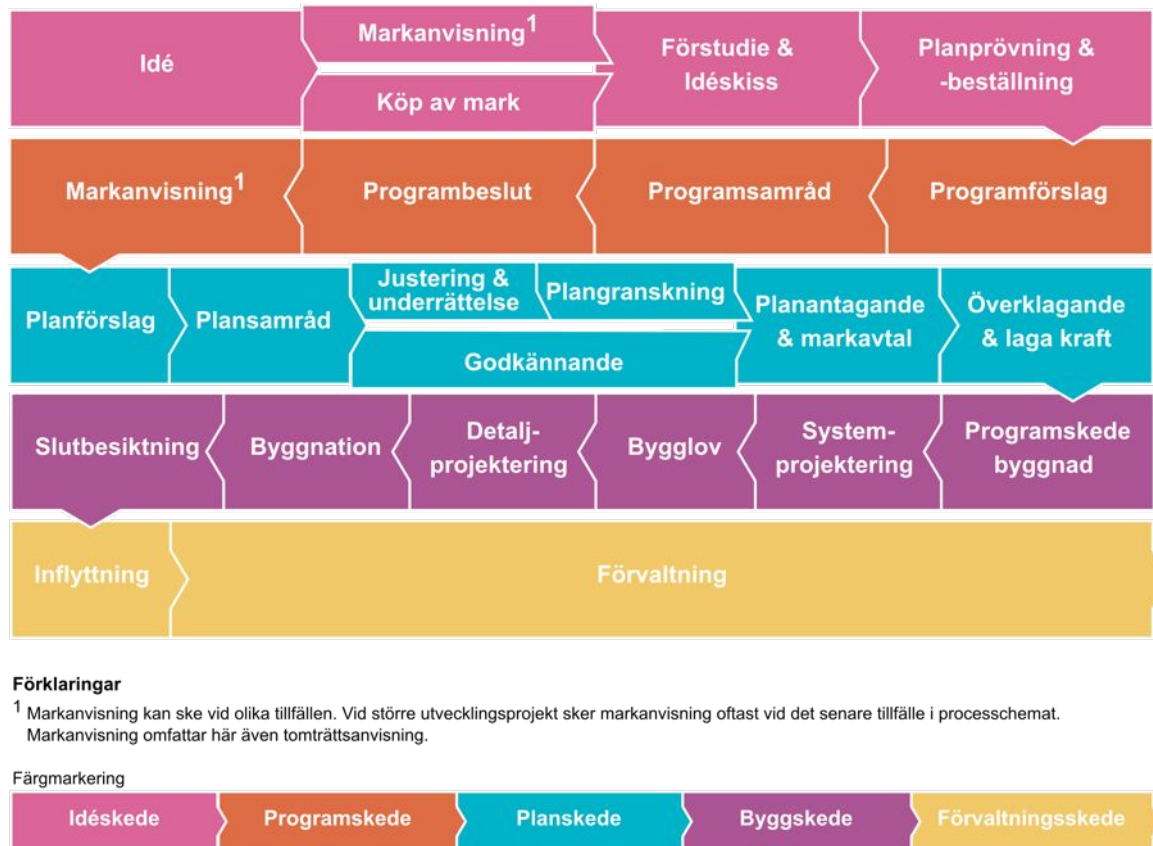 Idé
Markanvisning1
Köp av mark
Förstudie &
Idéskiss
Planprövning &
-beställning
Markanvisning1
Programbeslut
Programsamråd
Programförslag
Planförslag
Plansamråd
Justering &
underrättelse
Plangranskning
Godkännande
Planantagande
& markavtal
Överklagande
& laga kraft
Slutbesiktning
Byggnation
Detalj-
projektering
Bygglov
System-
projektering
Programskede
byggnad
Inflyttning
Förvaltning
Förklaringar
1 Markanvisning kan ske vid olika tillfällen. Vid större utvecklingsprojekt sker markanvisning oftast vid det senare tillfälle i processchemat.
Markanvisning omfattar här även tomträttsanvisning.
Färgmarkering
Idéskede
Programskede
Planskede
Byggskede
Förvaltningsskede